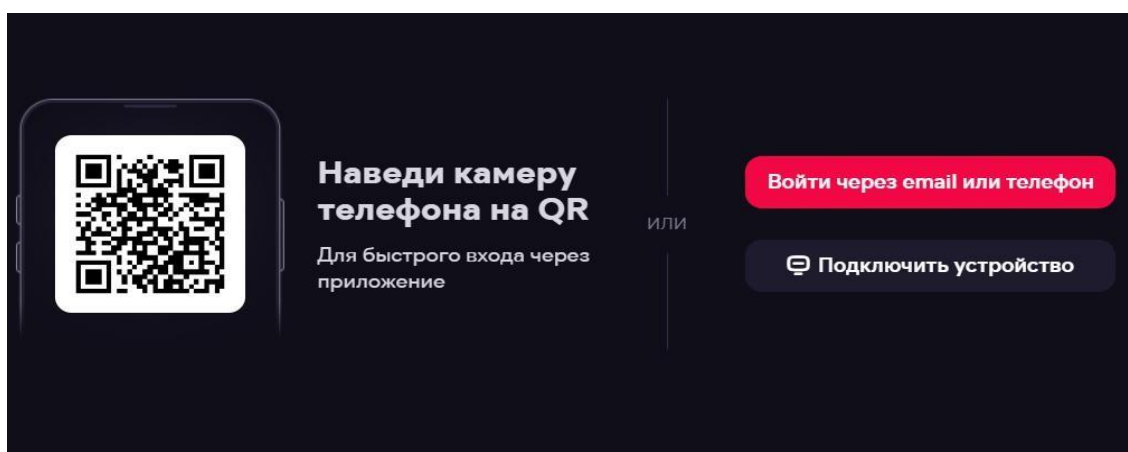 Наведи камеру
телефона на QR
Для быстрого входа через
приложение
или
Войти через email или телефон
Подключить устройство